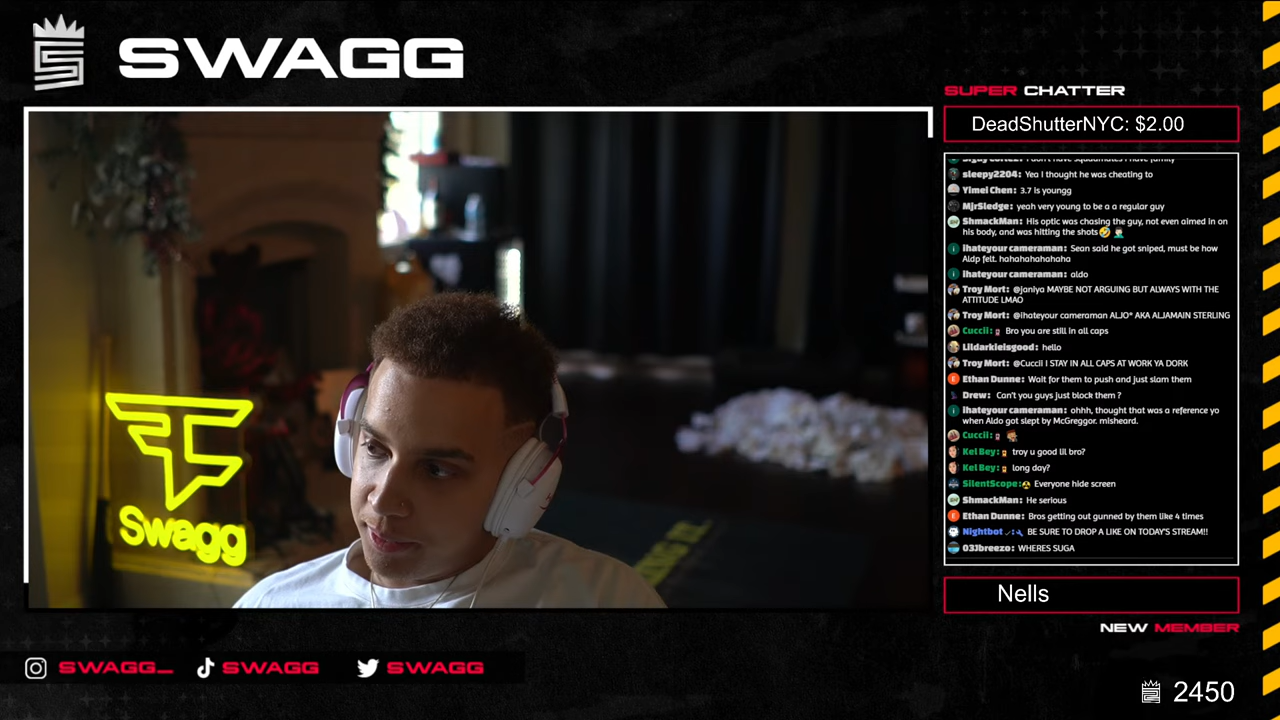 SWAGG
SUPER CHATTER
DeadShutterNYC: $2.00
sleepy2204: Yea I thought he was cheating to
Yimei Chen: 3.7 is youngg
MjrSledge: yeah very young to be a a regular guy
ShmackMan: His optic was chasing the guy, not even aimed in on
his body, and was hitting the shots🤣 🤦🏻‍♂️
ihateyour cameraman: Sean said he got sniped, must be how
Aldp felt. hahahahahahaha
ihateyour cameraman: aldo
Troy Mort: @janiya MAYBE NOT ARGUING BUT ALWAYS WITH THE
ATTITUDE LMAO
Troy Mort: @ihateyour cameraman ALJO* AKA ALJAMAIN STERLING
Cuccii: Bro you are still in all caps
Lildarkieisgood: hello
Troy Mort: @Cuccii I STAY IN ALL CAPS AT WORK YA DORK
Ethan Dunne: Wait for them to push and just slam them
Drew: Can't you guys just block them ?
ihateyour cameraman: ohhh, thought that was a reference yo
when Aldo got slept by McGreggor. misheard.
Cuccii:
Kel Bey: troy u good lil bro?
Kel Bey: long day?
SilentScope: Everyone hide screen
ShmackMan: He serious
Ethan Dunne: Bros getting out gunned by them like 4 times
Nightbot BE SURE TO DROP A LIKE ON TODAY'S STREAM!!
03Jbreezo: WHERES SUGA
Swagg
Nells
NEW MEMBER
SWAGG_ SWAGG SWAGG
2450